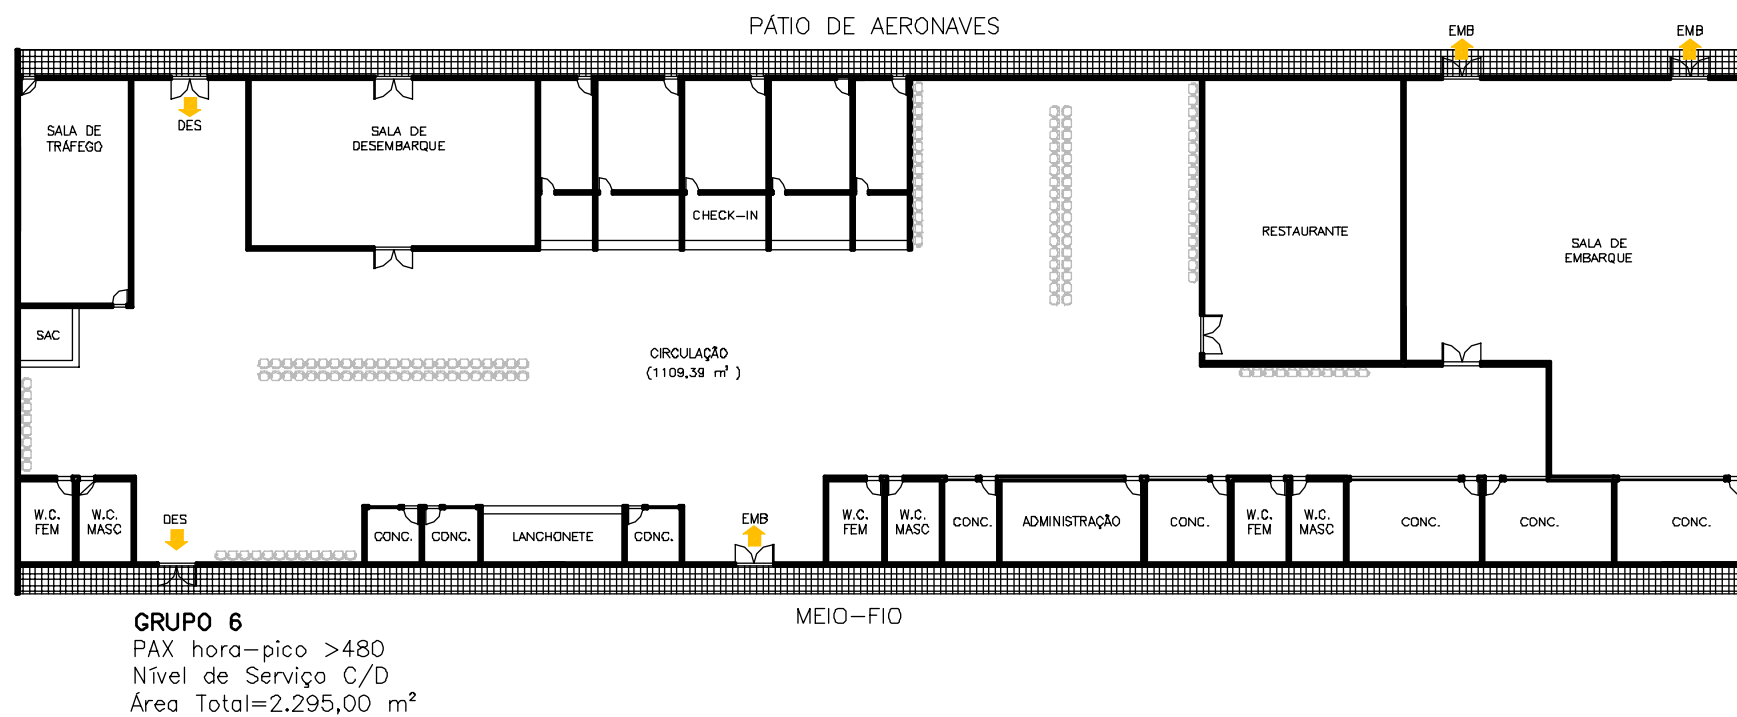 PÁTIO DE AERONAVES
EMB
EMB
DES
SALA DE
TRÁFEGO
SALA DE
DESEMBARQUE
CHECK-IN
RESTAURANTE
SALA DE
EMBARQUE
SAC
CIRCULAÇÃO
(1109,39 m²)
W.C.
FEM
W.C.
MASC
DES
CONC.
CONC.
LANCHONETE
CONC.
EMB
W.C.
FEM
W.C.
MASC
CONC.
ADMINISTRAÇÃO
CONC.
W.C.
FEM
W.C.
MASC
CONC.
CONC.
CONC.
MEIO-FIO
GRUPO 6
PAX hora-pico >480
Nível de Serviço C/D
Área Total=2.295,00 m²